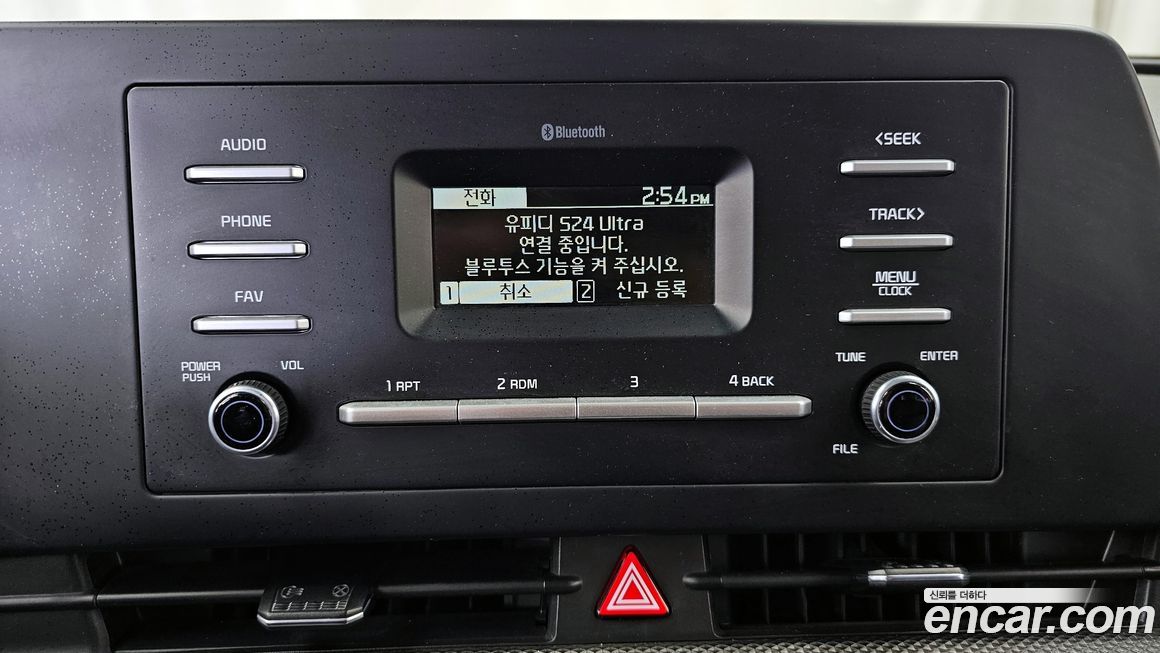 Bluetooth
AUDIO
<SEEK
PHONE
TRACK>
FAV
MENU
CLOCK
전화 2:54 PM
유피디 S24 Ultra
연결 중입니다.
블루투스 기능을 켜 주십시오.
1 취소 2 신규 등록
POWER
PUSH
VOL
TUNE
ENTER
1 RPT
2 RDM
3
4 BACK
FILE
신뢰를 더하다
encar.com